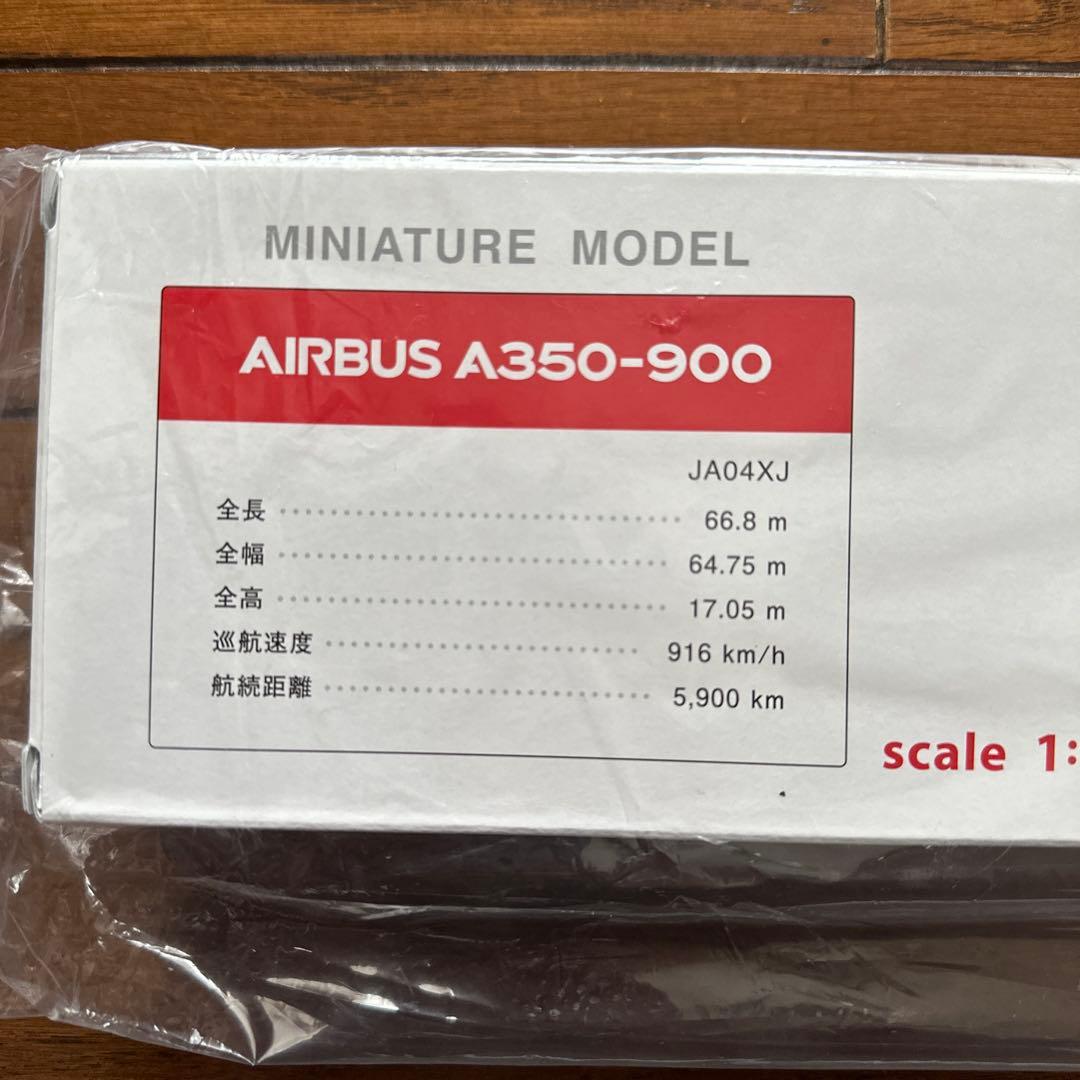 MINIATURE MODEL
AIRBUS A350-900
JA04XJ
全長 66.8 m
全幅 64.75 m
全高 17.05 m
巡航速度 916 km/h
航続距離 5,900 km
scale 1: